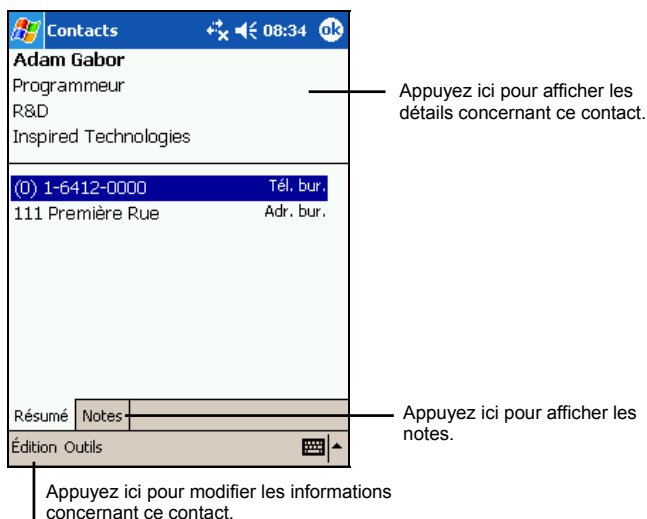 Contacts 08:34 ok
Adam Gabor
Programmeur
R&D
Inspired Technologies
Appuyez ici pour afficher les
détails concernant ce contact.
(0) 1-6412-0000 Tél. bur.
111 Première Rue Adr. bur.
Résumé Notes
Appuyez ici pour afficher les
notes.
Édition Outils
Appuyez ici pour modifier les informations
concernant ce contact.